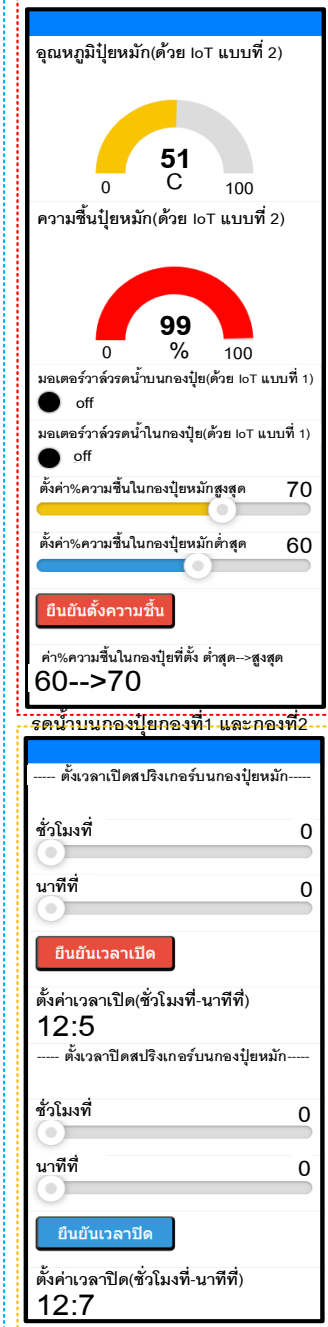 อุณหภูมิปุ๋ยหมัก(ด้วย IoT แบบที่ 2)
51
C
0
100
ความชื้นปุ๋ยหมัก(ด้วย IoT แบบที่ 2)
99
%
0
100
มอเตอร์วาล์วรดน้ำบนกองปุ๋ย(ด้วย IoT แบบที่ 1)
off
มอเตอร์วาล์วรดน้ำในกองปุ๋ย(ด้วย IoT แบบที่ 1)
off
ตั้งค่า%ความชื้นในกองปุ๋ยหมักสูงสุด 70
ตั้งค่า%ความชื้นในกองปุ๋ยหมักต่ำสุด 60
ยืนยันตั้งความชื้น
ค่า%ความชื้นในกองปุ๋ยที่ตั้ง ต่ำสุด-->สูงสุด
60-->70
รดน้ำบนกองปุ๋ยกองที่1 และกองที่2
----- ตั้งเวลาเปิดสปริงเกอร์บนกองปุ๋ยหมัก-----
ชั่วโมงที่ 0
นาทีที่ 0
ยืนยันเวลาเปิด
ตั้งค่าเวลาเปิด(ชั่วโมงที่-นาทีที่)
12:5
----- ตั้งเวลาปิดสปริงเกอร์บนกองปุ๋ยหมัก-----
ชั่วโมงที่ 0
นาทีที่ 0
ยืนยันเวลาปิด
ตั้งค่าเวลาปิด(ชั่วโมงที่-นาทีที่)
12:7